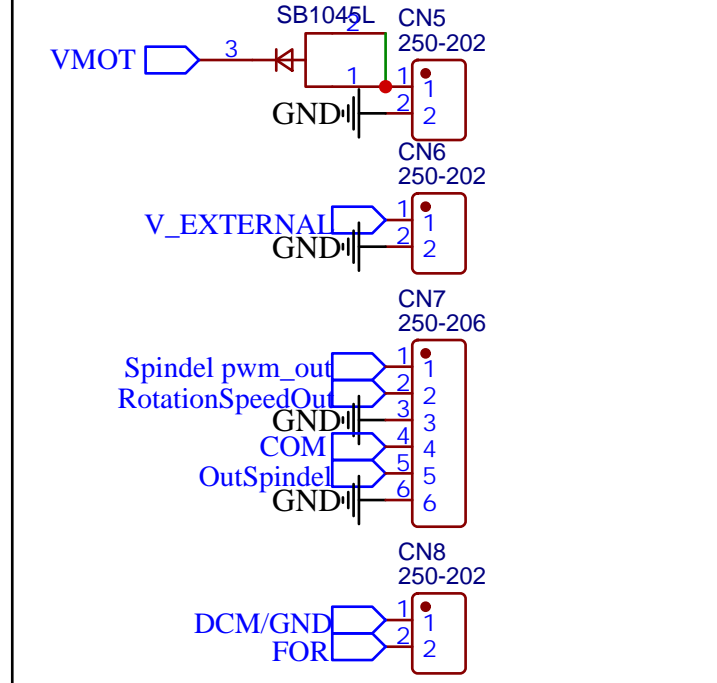 SB1045L
CN5
250-202
VMOT
3
2
1
1
1
GND
2
2
CN6
250-202
V_EXTERNAL
1
1
GND
2
2
CN7
250-206
Spindel pwm_out
1
1
RotationSpeedOut
2
2
GND
3
3
COM
4
4
OutSpindel
5
5
GND
6
6
CN8
250-202
DCM/GND
1
1
FOR
2
2